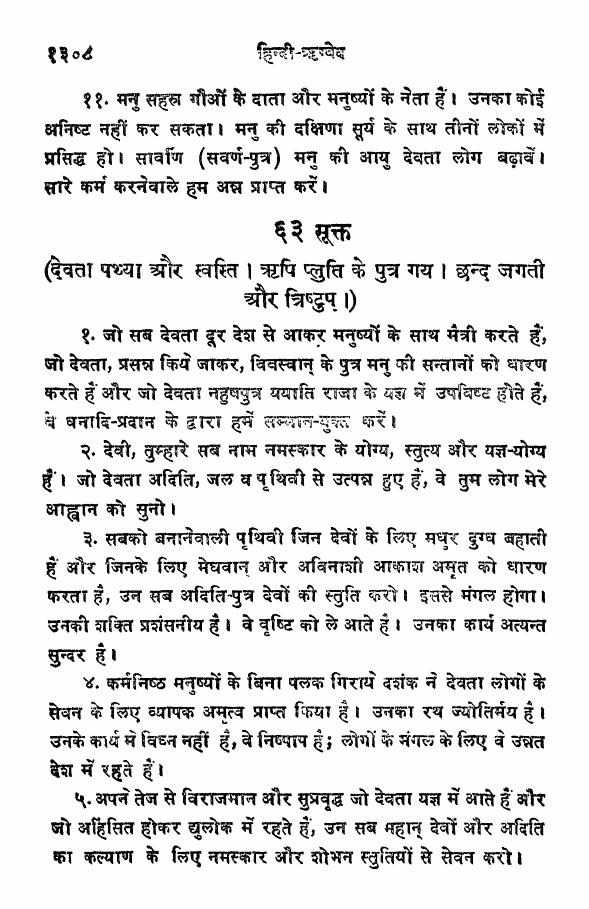 १३०८ हिन्दी-ऋग्वेद
११. मनु सहस्र गौओं के दाता और मनुष्यों के नेता हैं। उनका कोई
अनिष्ट नहीं कर सकता। मनु की दक्षिणा सूर्य के साथ तीनों लोकों में
प्रसिद्ध हो। सार्वाण (सवर्ण-पुत्र) मनु की आयु देवता लोग बढ़ावें।
सारे कर्म करनेवाले हम अन्न प्राप्त करें।
६३ सूक्त
(देवता पथ्या और स्वस्ति। ऋषि प्लुति के पुत्र गय। छन्द जगती
और त्रिष्टुप्।)
१. जो सब देवता दूर देश से आकर मनुष्यों के साथ मैत्री करते हैं,
जो देवता, प्रसन्न किये जाकर, विवस्वान् के पुत्र मनु की सन्तानों को धारण
करते हैं और जो देवता नहुषपुत्र ययाति राजा के यज्ञ में उपविष्ट होते हैं,
वे धनादि-प्रदान के द्वारा हमें सम्मान-युक्त करें।
२. देवी, तुम्हारे सब नाम नमस्कार के योग्य, स्तुत्य और यज्ञ-योग्य
हैं। जो देवता अदिति, जल व पृथिवी से उत्पन्न हुए हैं, वे तुम लोग मेरे
आह्वान को सुनो।
३. सबको बनानेवाली पृथिवी जिन देवों के लिए मधुर दुग्ध बहाती
हैं और जिनके लिए मेघवान् और अविनाशी आकाश अमृत को धारण
करता है, उन सब अदिति-पुत्र देवों की स्तुति करो। इससे मंगल होगा।
उनकी शक्ति प्रशंसनीय है। वे वृष्टि को ले आते हैं। उनका कार्य अत्यन्त
सुन्दर है।
४. कर्मनिष्ठ मनुष्यों के बिना पलक गिराये दर्शक ने देवता लोगों के
सेवन के लिए व्यापक अमृत्व प्राप्त किया है। उनका रथ ज्योतिर्मय है।
उनके कार्य में विघ्न नहीं है, वे निष्पाप हैं; लोगों के मंगल के लिए वे उन्नत
देश में रहते हैं।
५. अपने तेज से विराजमान और सुप्रवृद्ध जो देवता यज्ञ में आते हैं और
जो अहिंसित होकर द्युलोक में रहते हैं, उन सब महान् देवों और अदिति
का कल्याण के लिए नमस्कार और शोभन स्तुतियों से सेवन करो।